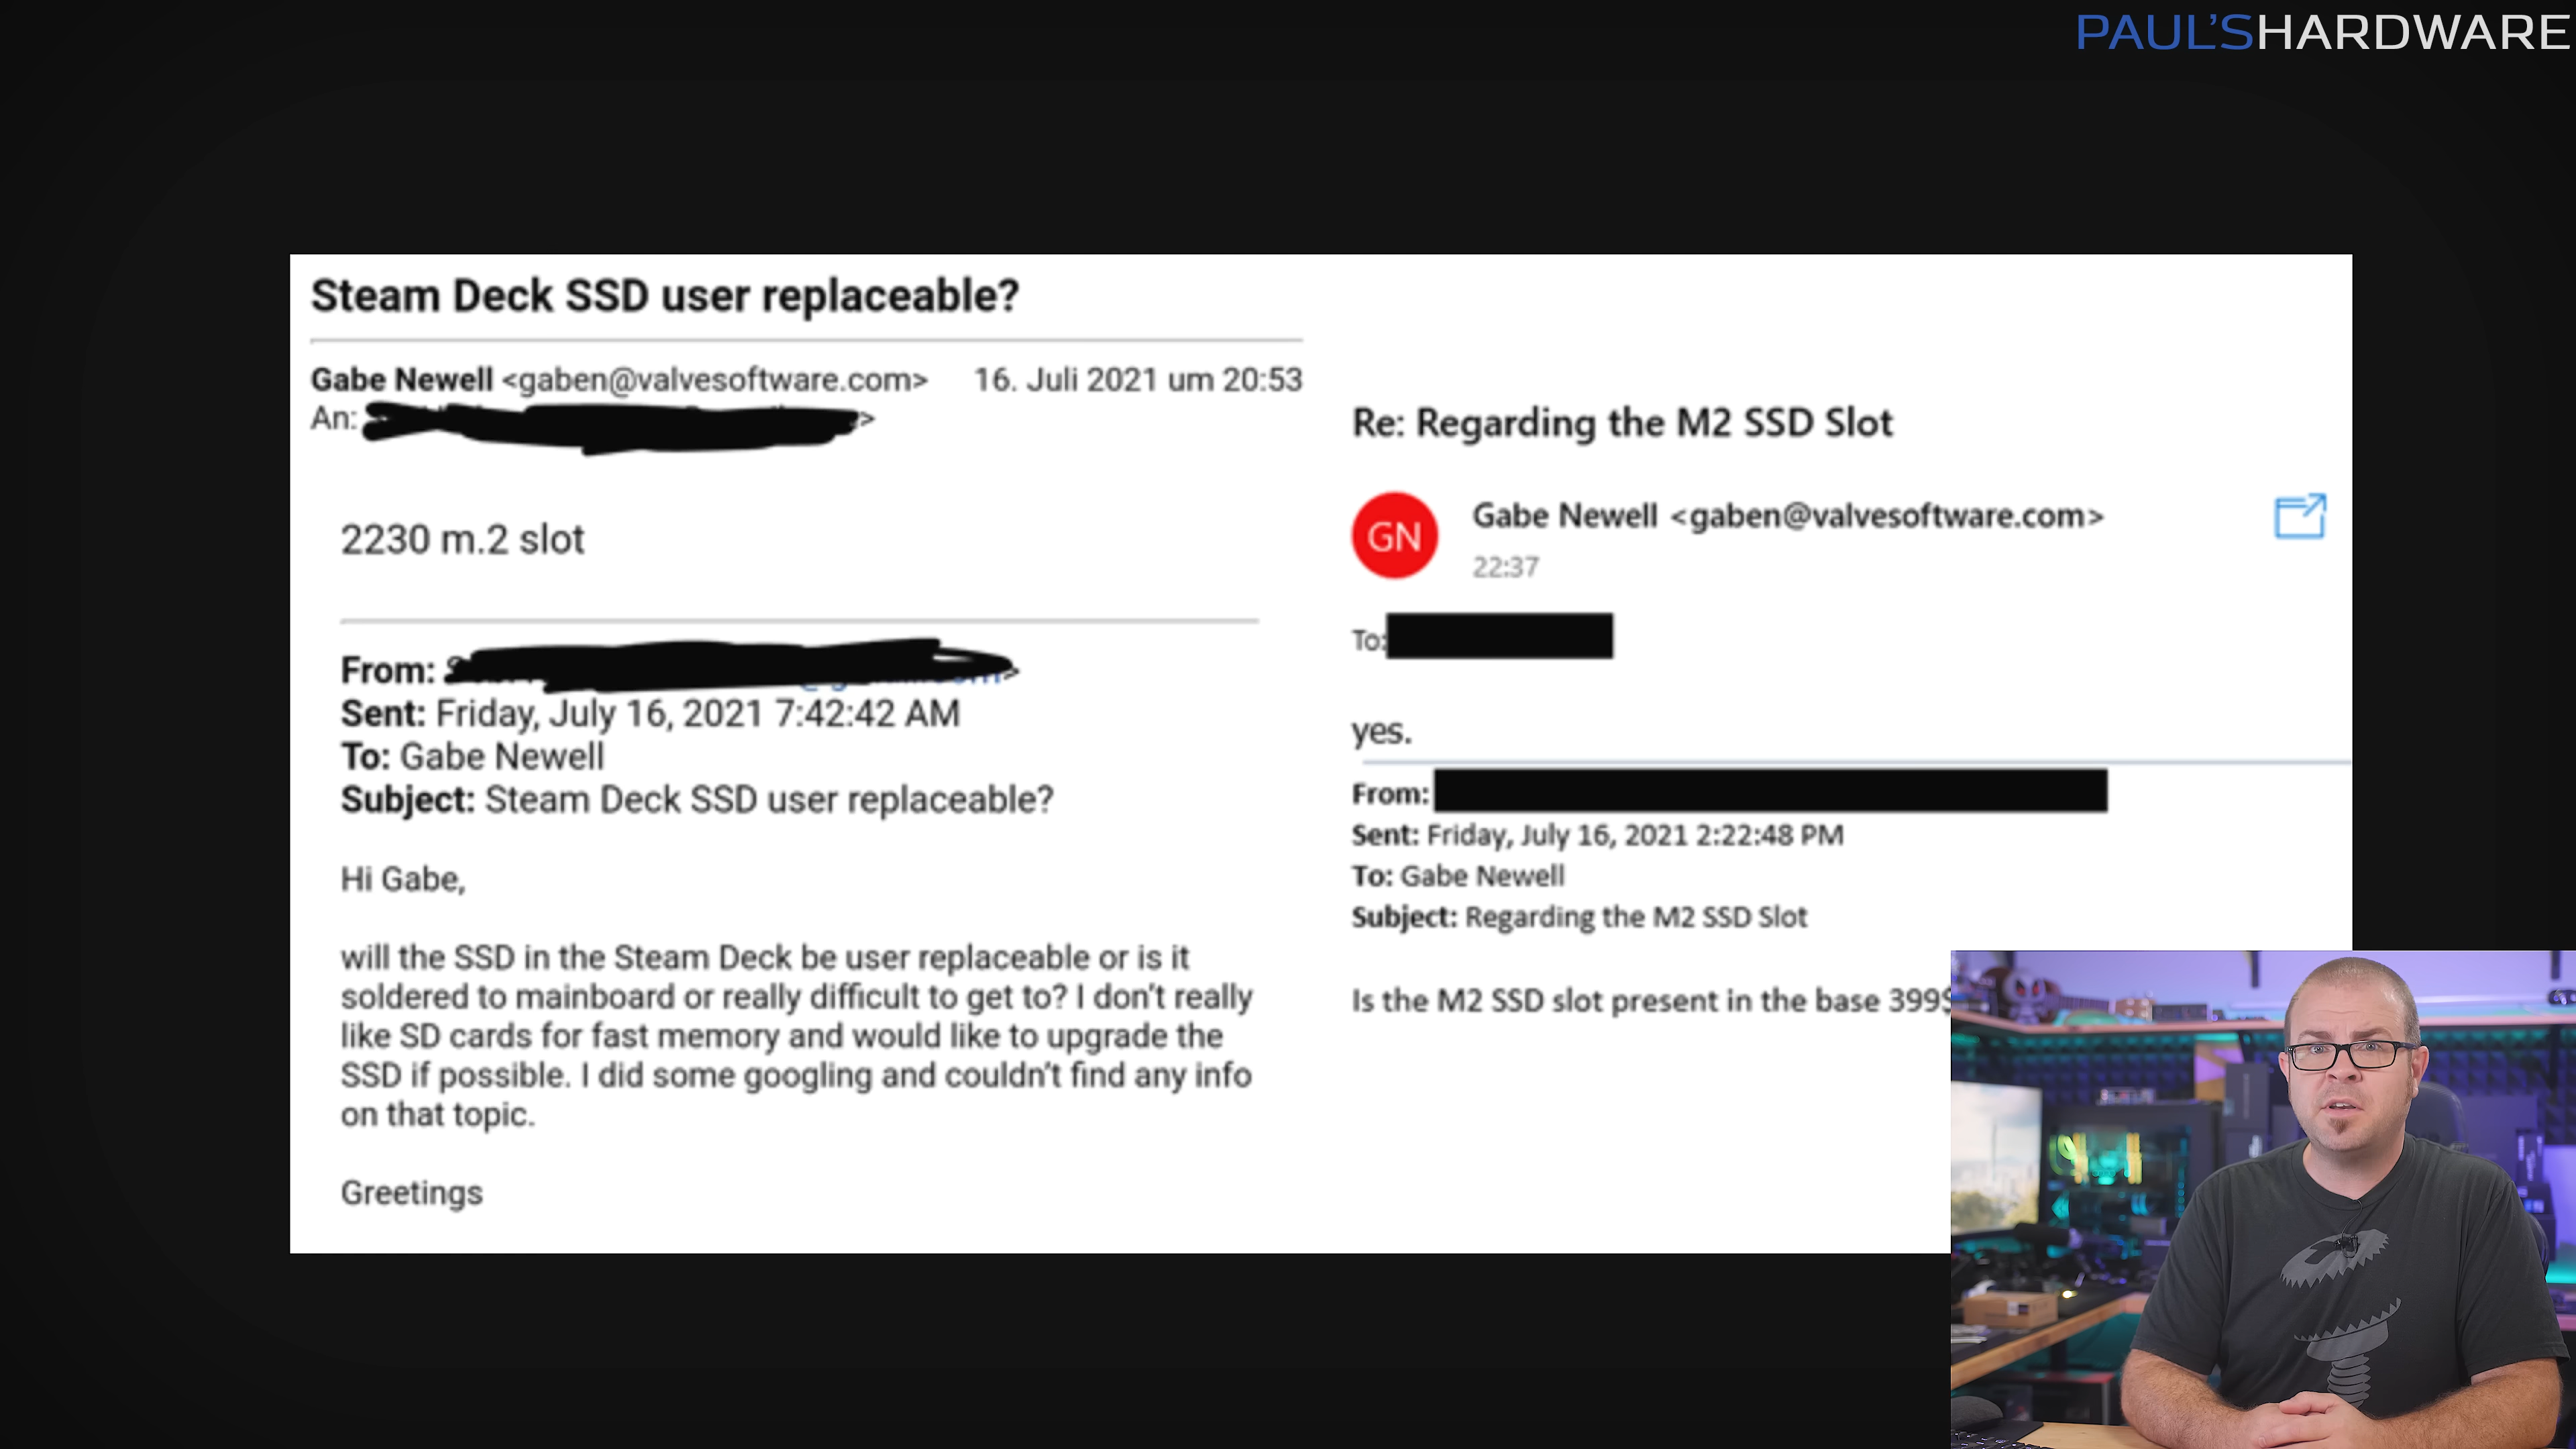 PAUL'SHARDWARE
Steam Deck SSD user replaceable?
Gabe Newell <gaben@valvesoftware.com> 16. Juli 2021 um 20:53
An: >
2230 m.2 slot
From: >
Sent: Friday, July 16, 2021 7:42:42 AM
To: Gabe Newell
Subject: Steam Deck SSD user replaceable?
Hi Gabe,
will the SSD in the Steam Deck be user replaceable or is it
soldered to mainboard or really difficult to get to? I don't really
like SD cards for fast memory and would like to upgrade the
SSD if possible. I did some googling and couldn't find any info
on that topic.
Greetings
Re: Regarding the M2 SSD Slot
GN
Gabe Newell <gaben@valvesoftware.com>
22:37
To:
yes.
From:
Sent: Friday, July 16, 2021 2:22:48 PM
To: Gabe Newell
Subject: Regarding the M2 SSD Slot
Is the M2 SSD slot present in the base 399$